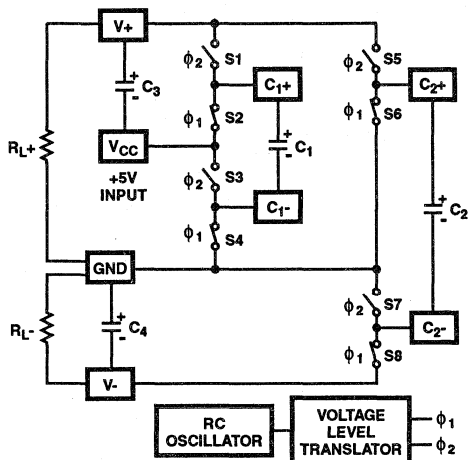 V+
S1
S5
ϕ2
ϕ2
C1+
C2+
C3
ϕ1
S2
ϕ1
S6
RL+
VCC
C1
+5V
INPUT
ϕ2
S3
C1-
C2
ϕ1
S4
GND
ϕ2
S7
RL-
C4
C2-
ϕ1
S8
V-
RC
OSCILLATOR
VOLTAGE
LEVEL
TRANSLATOR
ϕ1
ϕ2